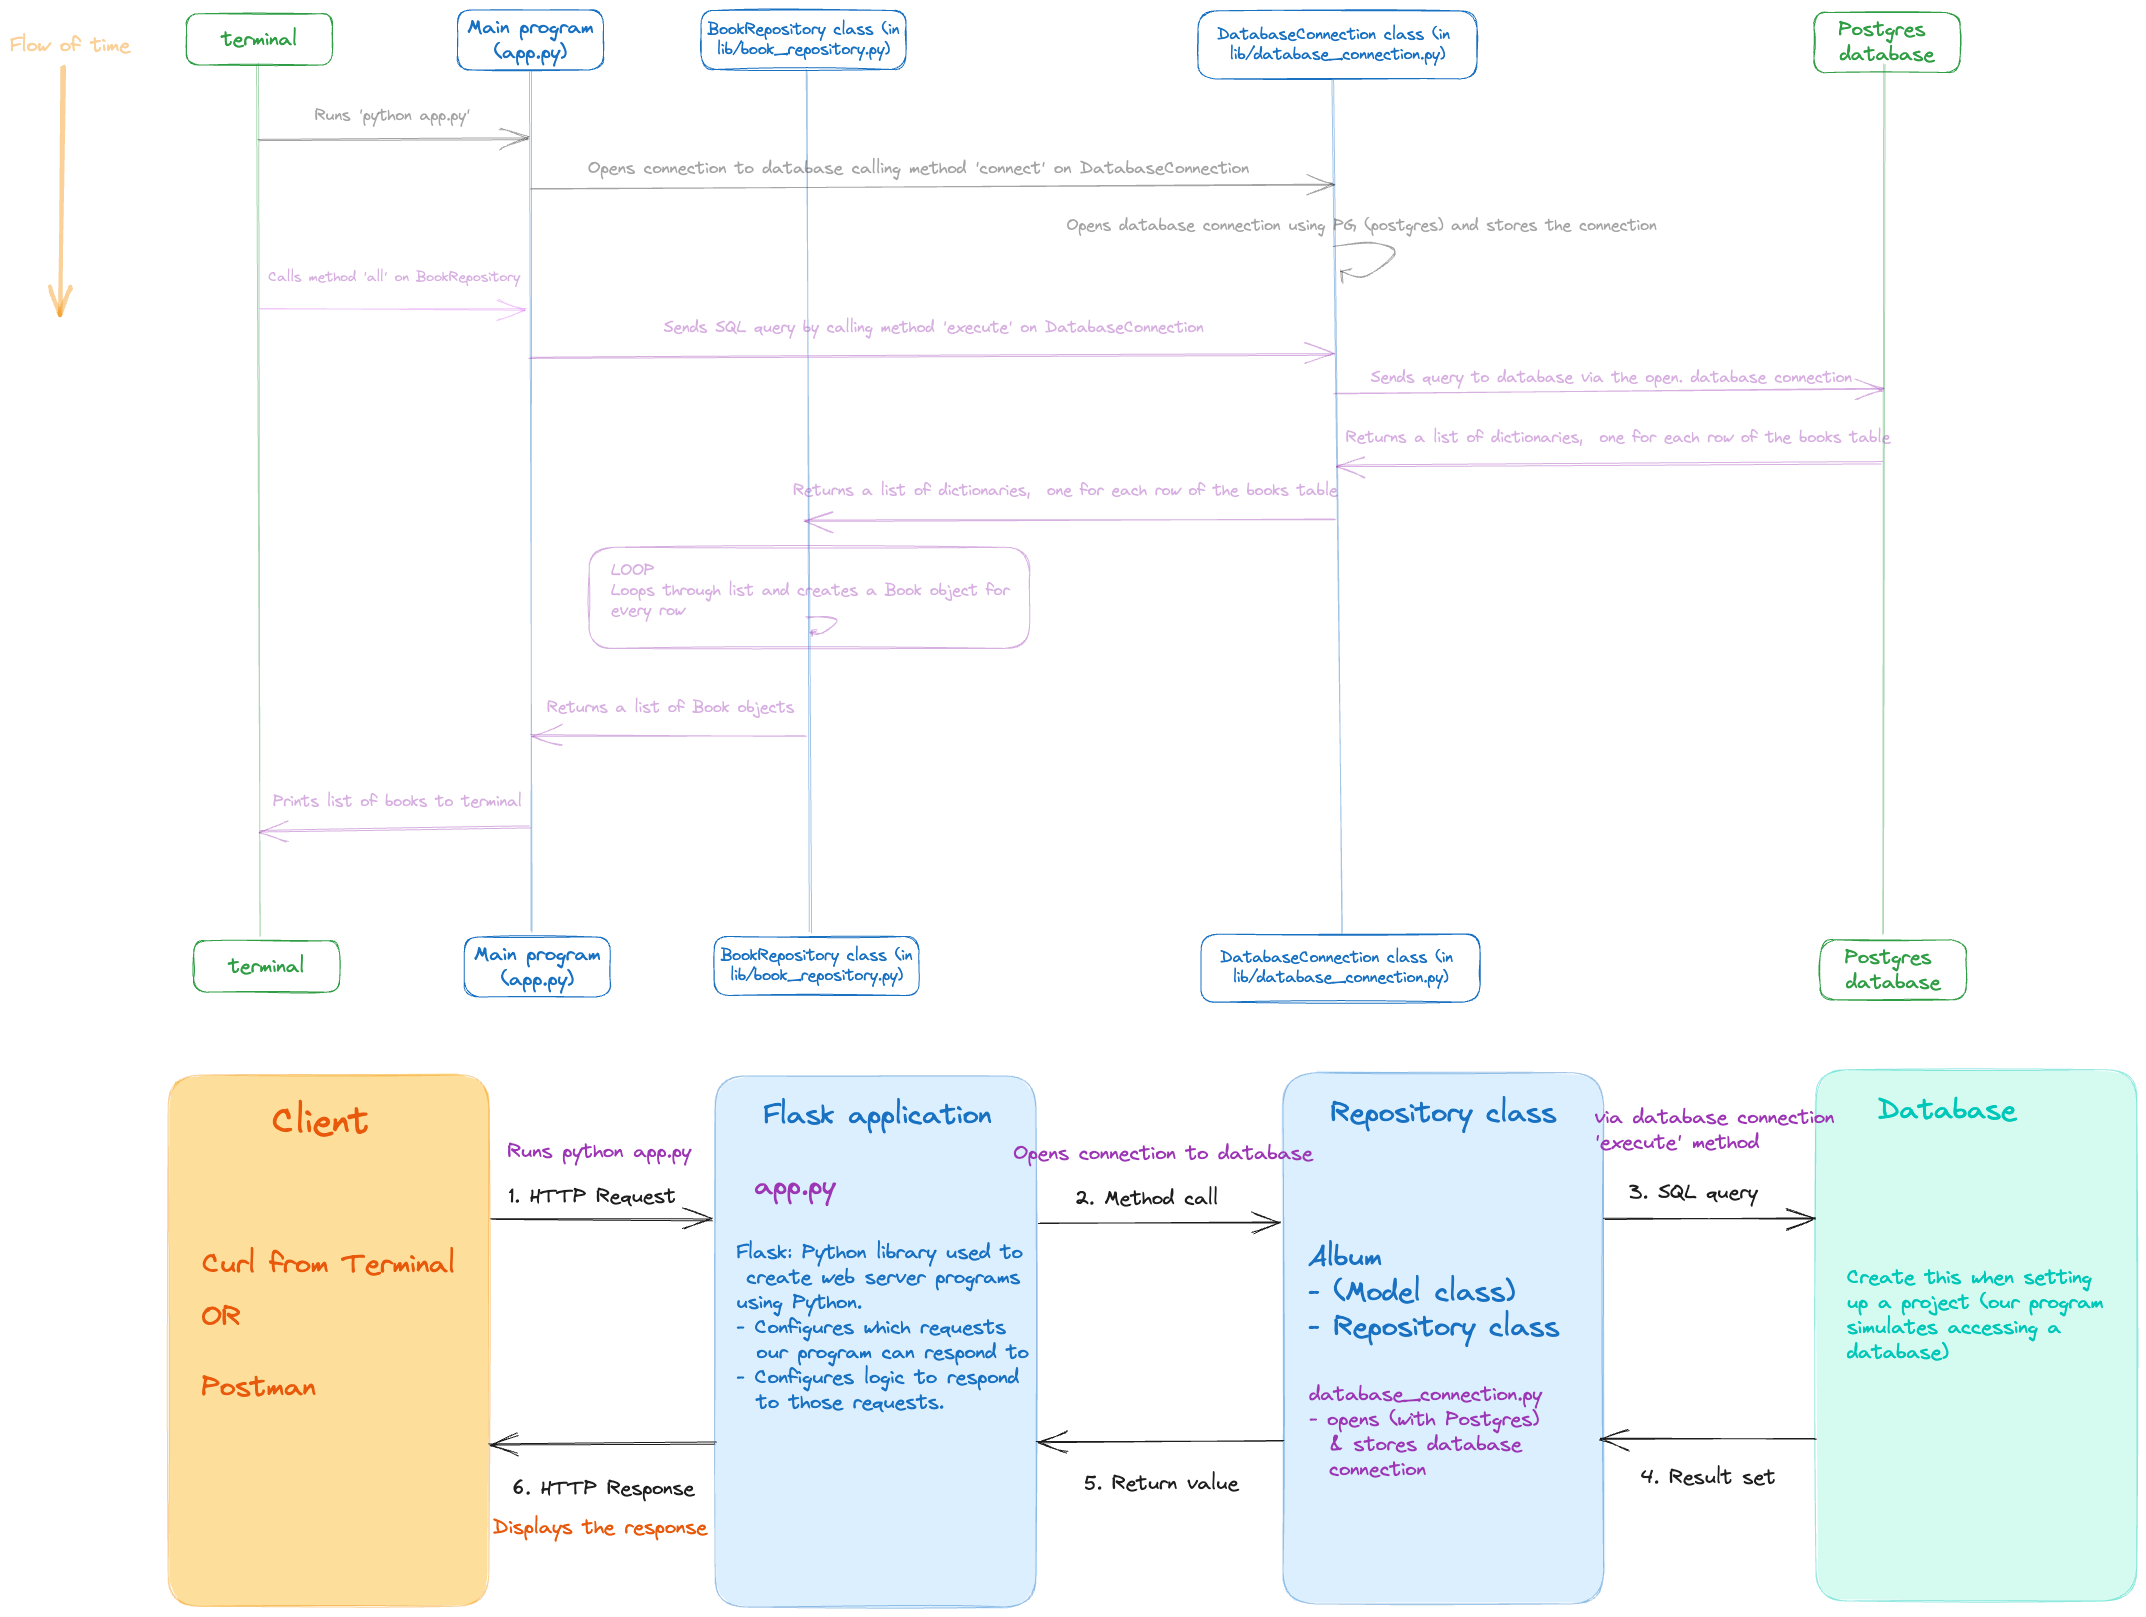 Flow of time
terminal
Main program
(app.py)
BookRepository class (in
lib/book_repository.py)
DatabaseConnection class (in
lib/database_connection.py)
Postgres
database
Runs 'python app.py'
Opens connection to database calling method 'connect' on DatabaseConnection
Opens database connection using PG (postgres) and stores the connection
Calls method 'all' on BookRepository
Sends SQL query by calling method 'execute' on DatabaseConnection
Sends query to database via the open. database connection
Returns a list of dictionaries, one for each row of the books table
Returns a list of dictionaries, one for each row of the books table
LOOP
Loops through list and creates a Book object for
every row
Returns a list of Book objects
Prints list of books to terminal
terminal
Main program
(app.py)
BookRepository class (in
lib/book_repository.py)
DatabaseConnection class (in
lib/database_connection.py)
Postgres
database
Client
Curl from Terminal
OR
Postman
Runs python app.py
1. HTTP Request
6. HTTP Response
Displays the response
Flask application
app.py
Flask: Python library used to
create web server programs
using Python.
- Configures which requests
our program can respond to
- Configures logic to respond
to those requests.
Opens connection to database
2. Method call
5. Return value
Repository class
Album
- (Model class)
- Repository class
database_connection.py
- opens (with Postgres)
& stores database
connection
via database connection
'execute' method
3. SQL query
4. Result set
Database
Create this when setting
up a project (our program
simulates accessing a
database)